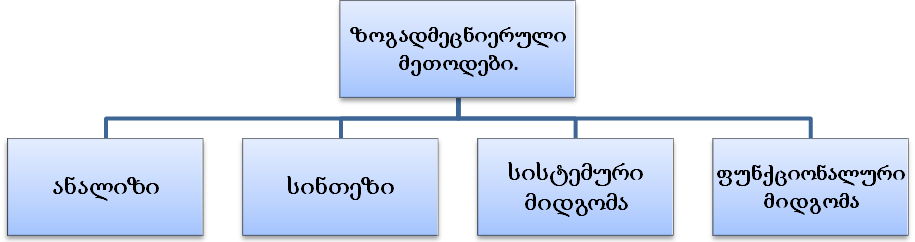 ზოგადმეცნიერული
მეთოდები.
ანალიზი
სინთეზი
სისტემური
მიდგომა
ფუნქციონალური
მიდგომა